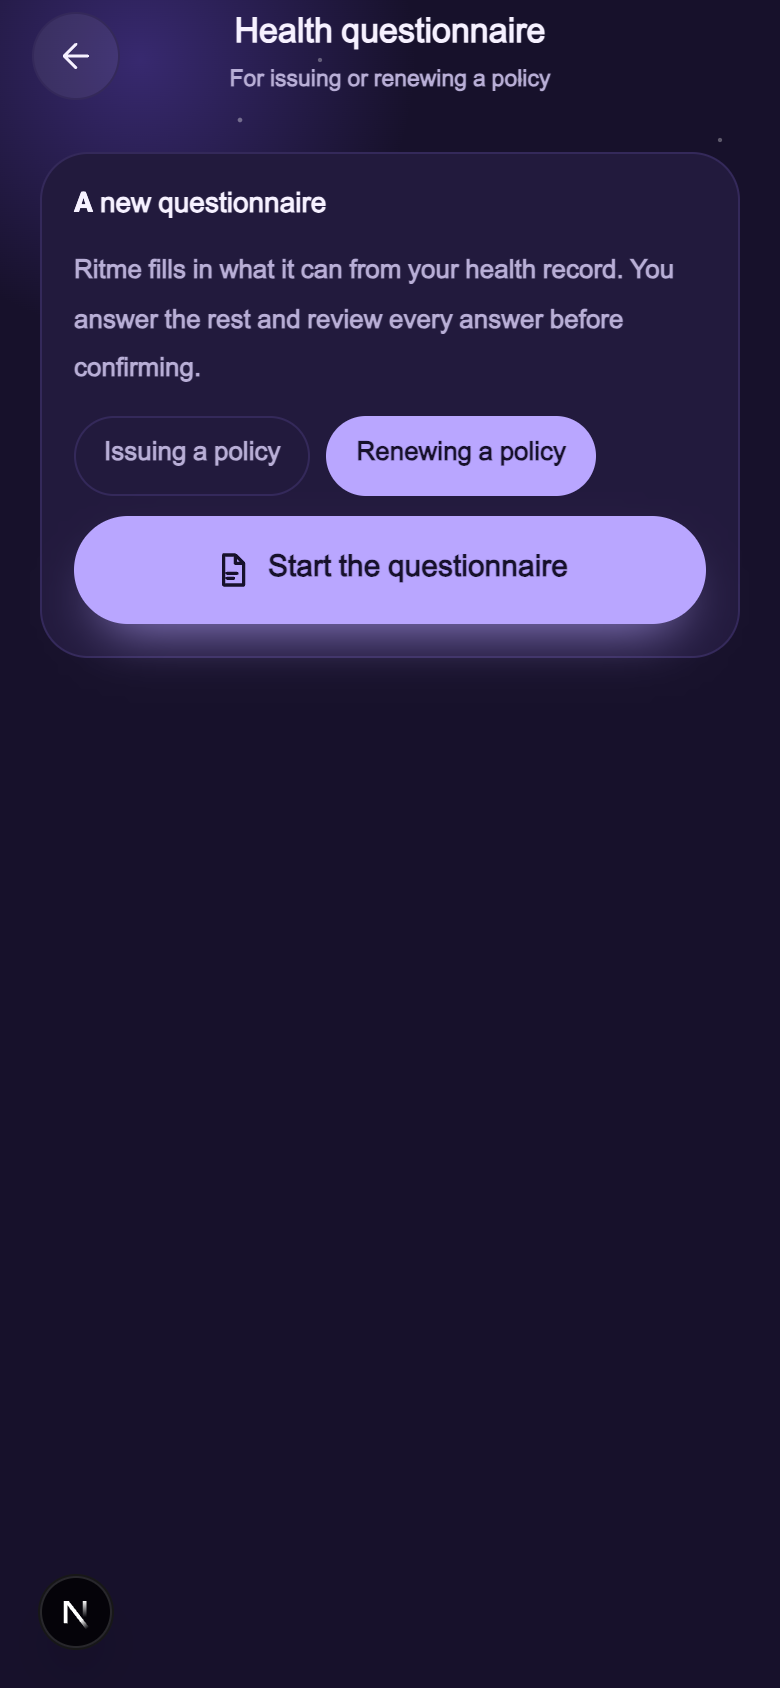 Health questionnaire
For issuing or renewing a policy
A new questionnaire
Ritme fills in what it can from your health record. You
answer the rest and review every answer before
confirming.
Issuing a policy
Renewing a policy
Start the questionnaire
N